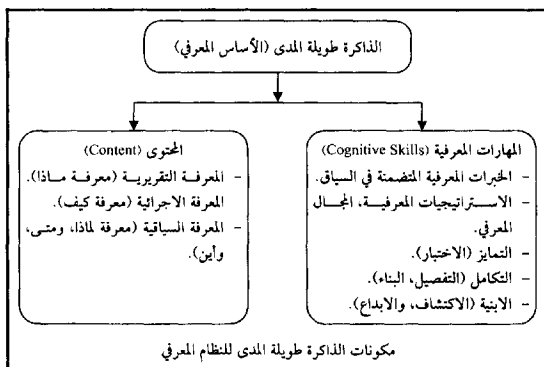 الذاكرة طويلة المدى (الأساس المعرفي)
المهارات المعرفية (Cognitive Skills)
- الخبرات المعرفية المتضمنة في السياق.
- الاستراتيجيات المعرفية، المجال
المعرفي.
- التمايز (الاختبار).
- التكامل (التفصيل، البناء).
- الابنية (الاكتشاف، والابداع).
المحتوى (Content)
- المعرفة التقريرية (معرفة ماذا).
المعرفة الاجرائية (معرفة كيف).
- المعرفة السياقية (معرفة لماذا، ومتى،
وأين).
مكونات الذاكرة طويلة المدى للنظام المعرفي